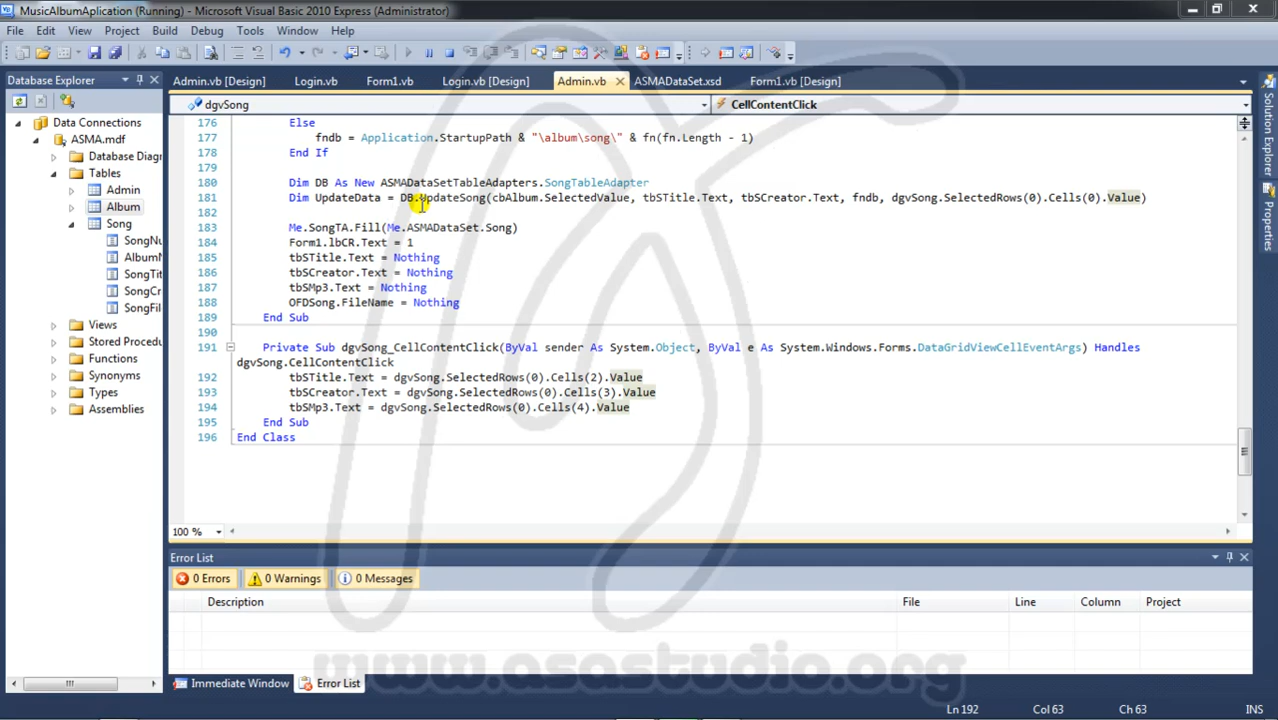 MusicAlbumAplication (Running) - Microsoft Visual Basic 2010 Express (Administrator)
File Edit View Project Build Debug Tools Window Help
Database Explorer
Admin.vb [Design] Login.vb Form1.vb Login.vb [Design] Admin.vb ASMADataSet.xsd Form1.vb [Design]
dgvSong CellContentClick
Data Connections
ASMA.mdf
Database Diagr
Tables
Admin
Album
Song
SongNu
AlbumN
SongTit
SongCr
SongFil
Views
Stored Procedu
Functions
Synonyms
Types
Assemblies
176 Else
177 fndb = Application.StartupPath & "\album\song\" & fn(fn.Length - 1)
178 End If
179
180 Dim DB As New ASMADataSetTableAdapters.SongTableAdapter
181 Dim UpdateData = DB.UpdateSong(cbAlbum.SelectedValue, tbSTitle.Text, tbSCreator.Text, fndb, dgvSong.SelectedRows(0).Cells(0).Value)
182
183 Me.SongTA.Fill(Me.ASMADataSet.Song)
184 Form1.lbCR.Text = 1
185 tbSTitle.Text = Nothing
186 tbSCreator.Text = Nothing
187 tbSMp3.Text = Nothing
188 OFDSong.FileName = Nothing
189 End Sub
190
191 Private Sub dgvSong_CellContentClick(ByVal sender As System.Object, ByVal e As System.Windows.Forms.DataGridViewCellEventArgs) Handles
dgvSong.CellContentClick
192 tbSTitle.Text = dgvSong.SelectedRows(0).Cells(2).Value
193 tbSCreator.Text = dgvSong.SelectedRows(0).Cells(3).Value
194 tbSMp3.Text = dgvSong.SelectedRows(0).Cells(4).Value
195 End Sub
196 End Class
100 %
Solution Explorer
Properties
Error List
0 Errors 0 Warnings 0 Messages
Description File Line Column Project
www.asastudio.org
Immediate Window Error List
Ln 192 Col 63 Ch 63 INS